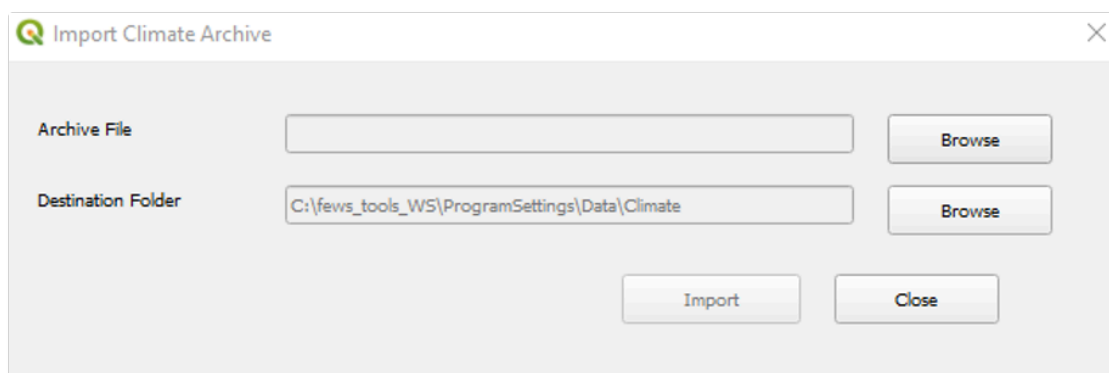 Import Climate Archive
Archive File Browse
Destination Folder C:\fews_tools_WS\ProgramSettings\Data\Climate Browse
Import Close